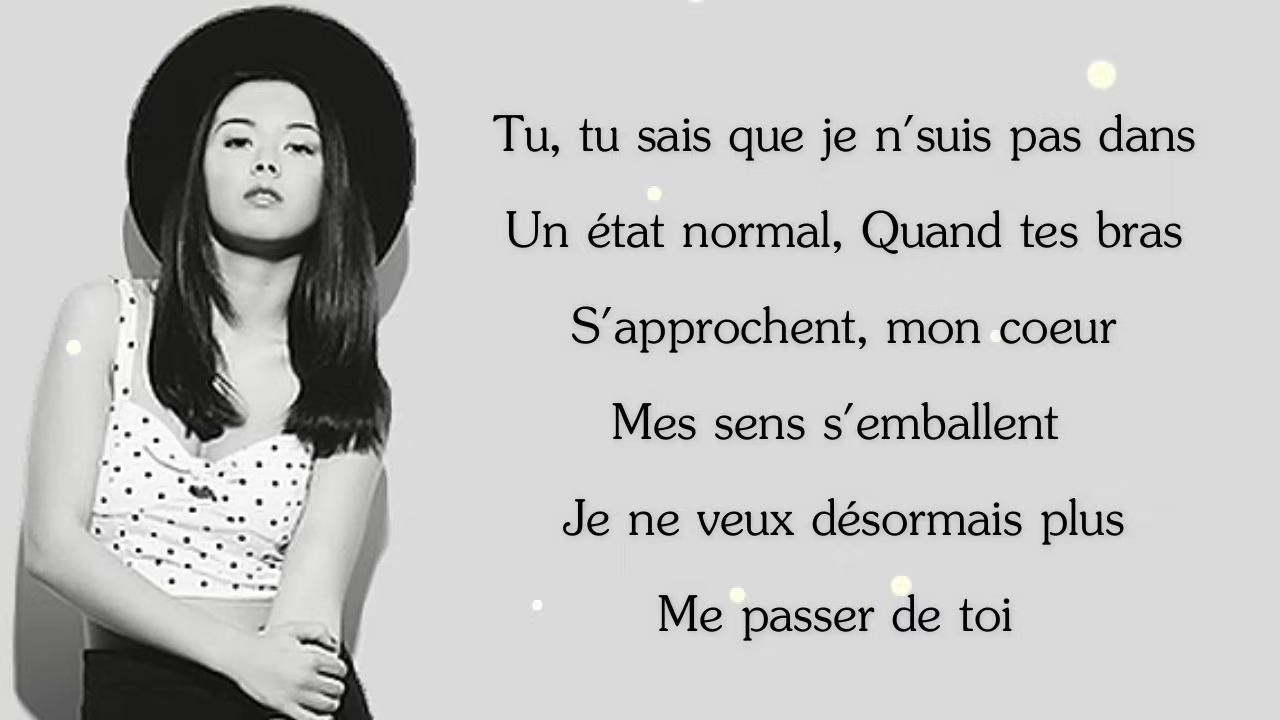 Tu, tu sais que je n'suis pas dans
Un état normal, Quand tes bras
S'approchent, mon coeur
Mes sens s'emballent
Je ne veux désormais plus
Me passer de toi